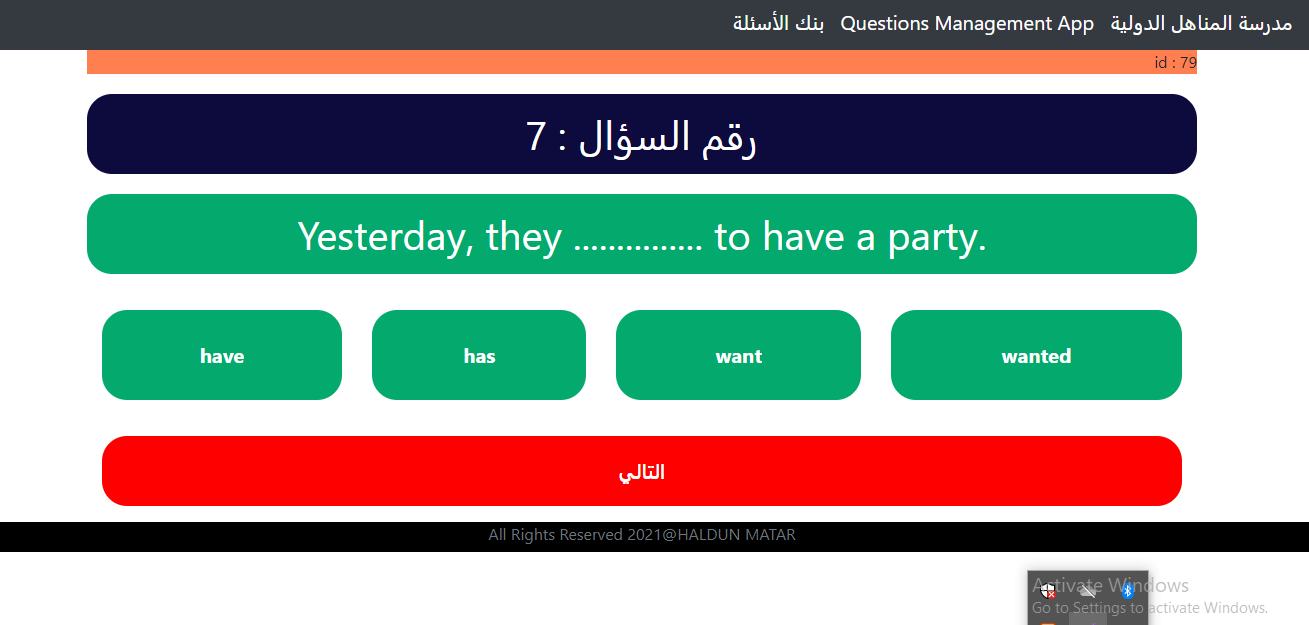 مدرسة المناهل الدولية Questions Management App بنك الأسئلة
id : 79
رقم السؤال : 7
Yesterday, they ............... to have a party.
have has want wanted
التالي
All Rights Reserved 2021@HALDUN MATAR
Activate Windows
Go to Settings to activate Windows.